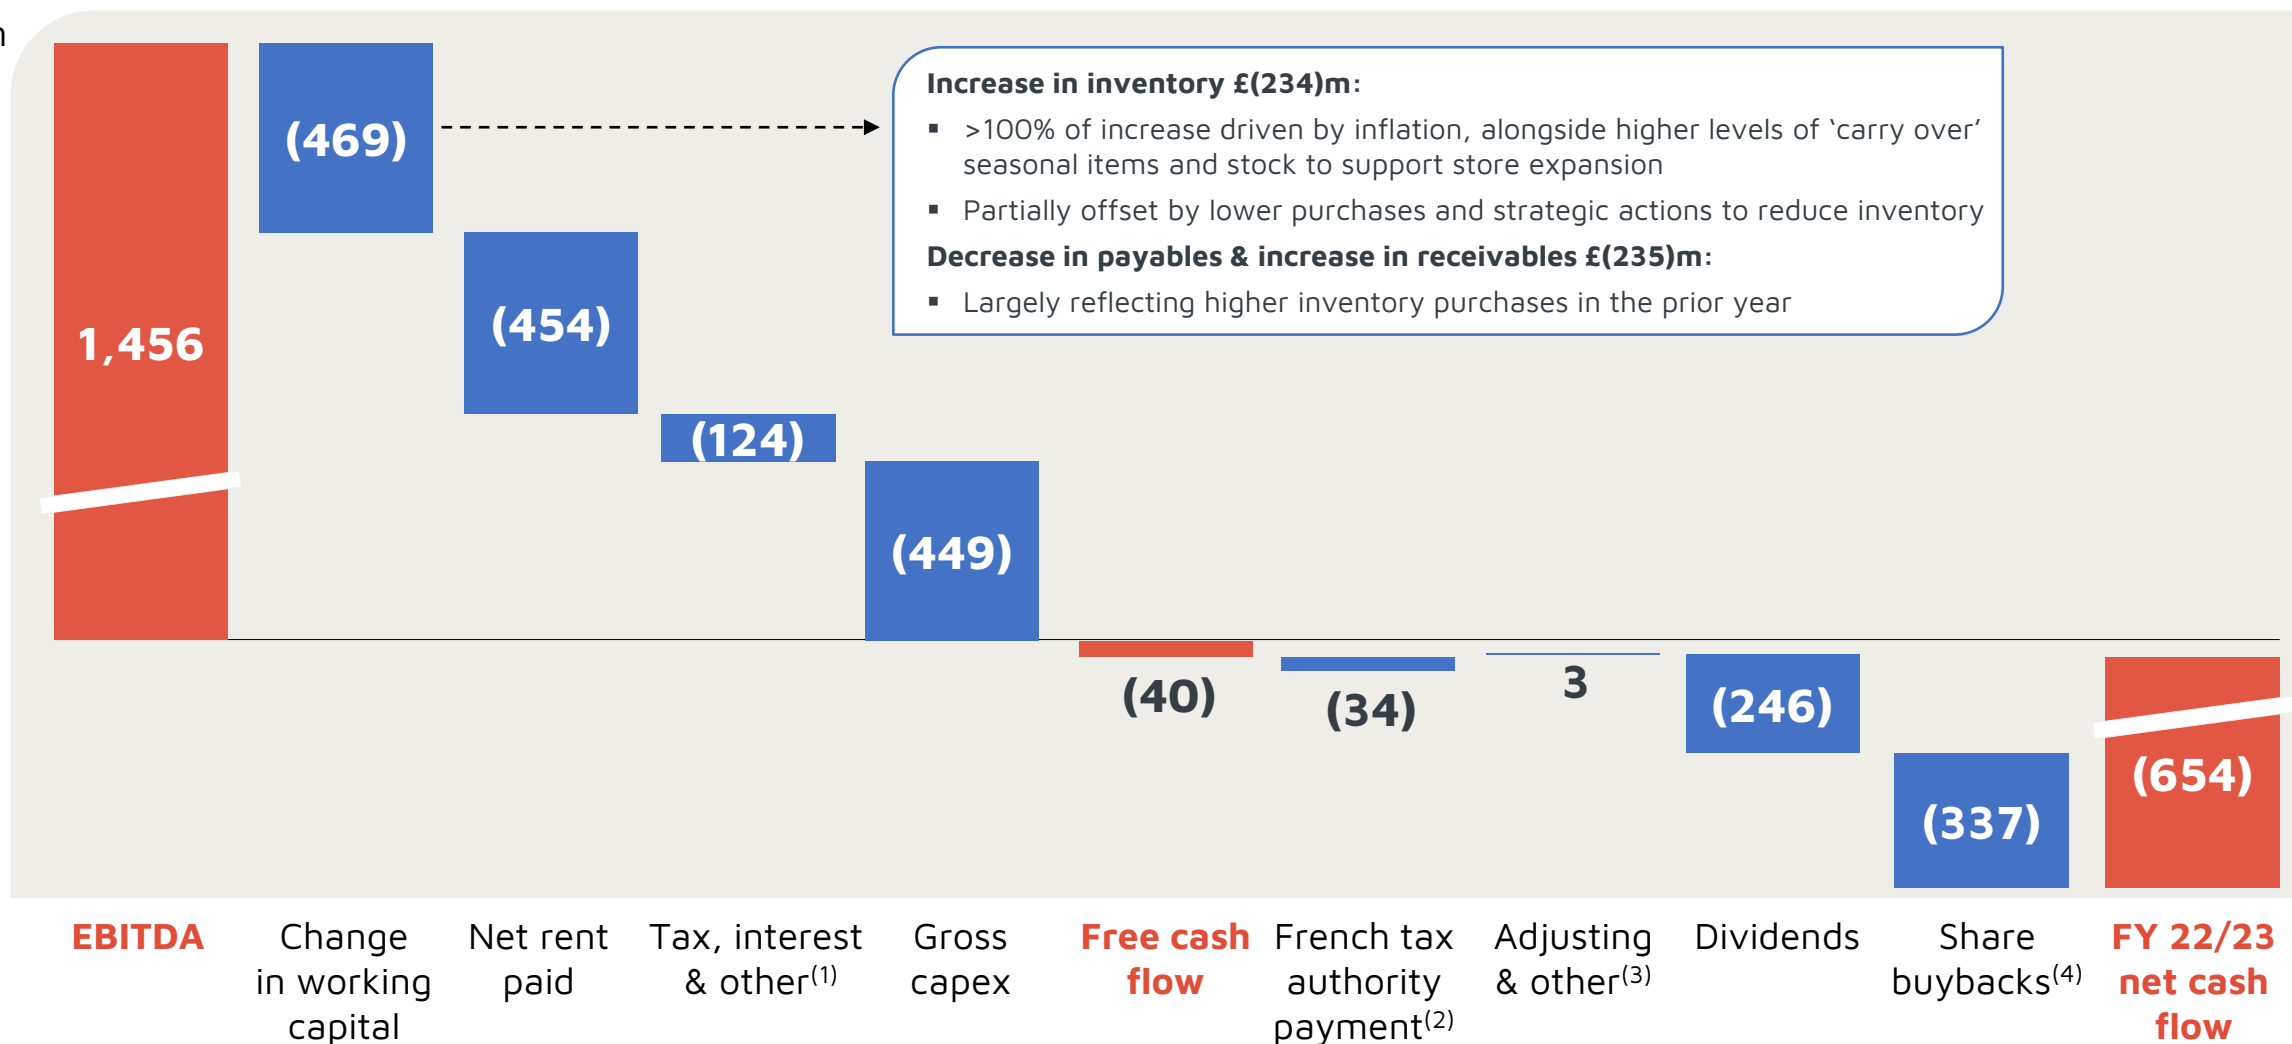 1,456
(469)
(454)
(124)
(449)
(40)
(34)
3
(246)
(337)
(654)
Increase in inventory £(234)m:
▪ >100% of increase driven by inflation, alongside higher levels of ‘carry over’
seasonal items and stock to support store expansion
▪ Partially offset by lower purchases and strategic actions to reduce inventory
Decrease in payables & increase in receivables £(235)m:
▪ Largely reflecting higher inventory purchases in the prior year
EBITDA
Change
in working
capital
Net rent
paid
Tax, interest
& other(1)
Gross
capex
Free cash
flow
French tax
authority
payment(2)
Adjusting
& other(3)
Dividends
Share
buybacks(4)
FY 22/23
net cash
flow